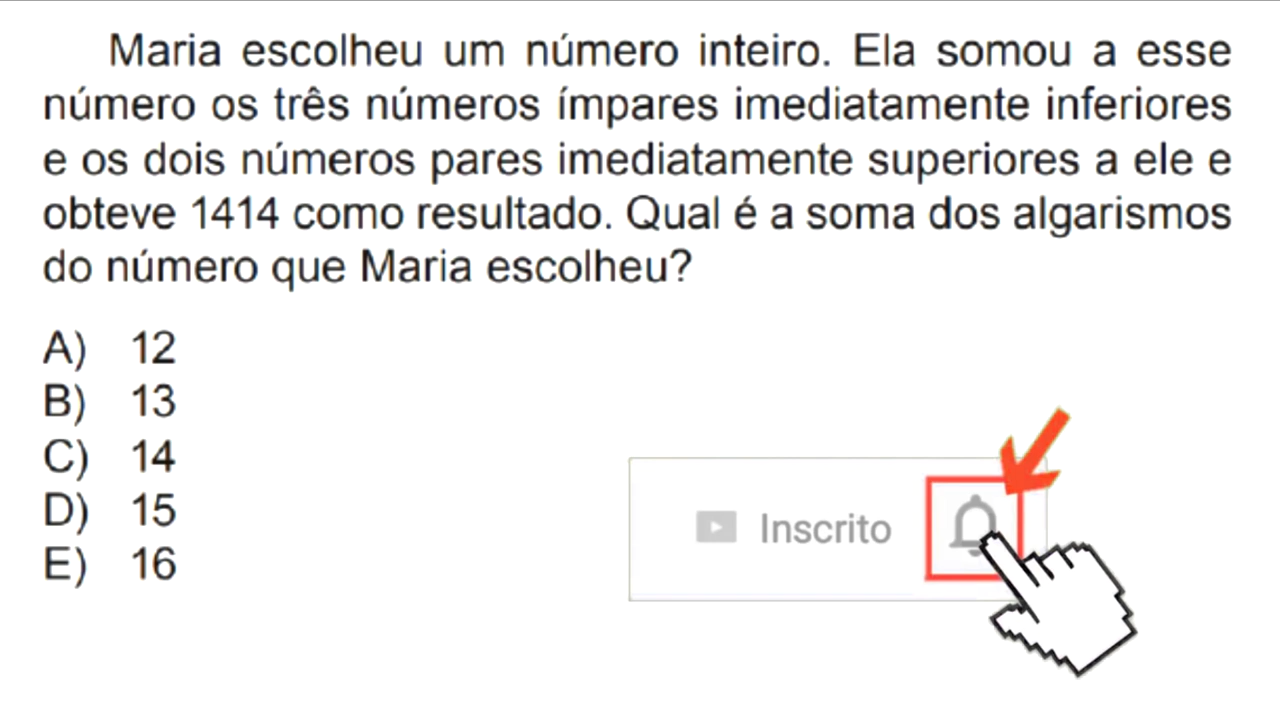 Maria escolheu um número inteiro. Ela somou a esse
número os três números ímpares imediatamente inferiores
e os dois números pares imediatamente superiores a ele e
obteve 1414 como resultado. Qual é a soma dos algarismos
do número que Maria escolheu?
A) 12
B) 13
C) 14
D) 15
E) 16
Inscrito